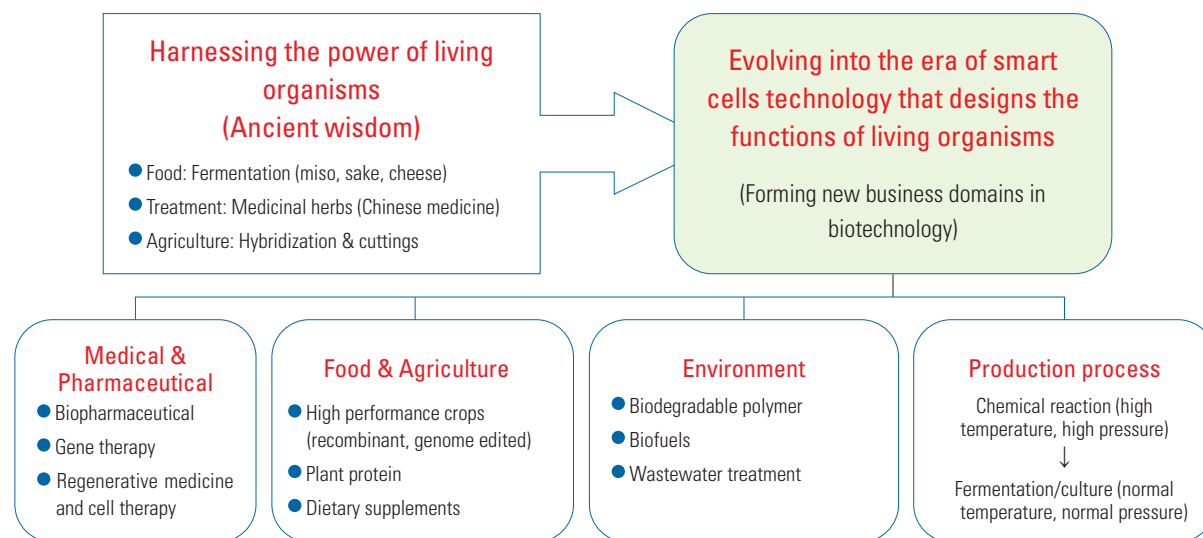 Harnessing the power of living
organisms
(Ancient wisdom)
● Food: Fermentation (miso, sake, cheese)
● Treatment: Medicinal herbs (Chinese medicine)
● Agriculture: Hybridization & cuttings
Evolving into the era of smart
cells technology that designs the
functions of living organisms
(Forming new business domains in
biotechnology)
Medical &
Pharmaceutical
● Biopharmaceutical
● Gene therapy
● Regenerative medicine
and cell therapy
Food & Agriculture
● High performance crops
(recombinant, genome edited)
● Plant protein
● Dietary supplements
Environment
● Biodegradable polymer
● Biofuels
● Wastewater treatment
Production process
Chemical reaction (high
temperature, high pressure)
↓
Fermentation/culture (normal
temperature, normal pressure)